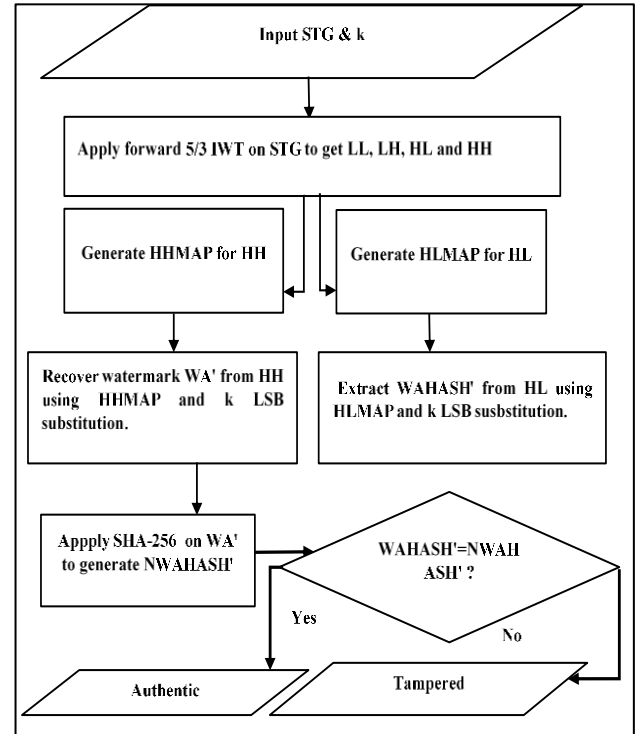 Input STG & k
Apply forward 5/3 IWT on STG to get LL, LH, HL and HH
Generate HHMAP for HH
Generate HLMAP for HL
Recover watermark WA' from HH
using HHMAP and k LSB
substitution.
Extract WAHASH' from HL using
HLMAP and k LSB susbstitution.
Appply SHA-256 on WA'
to generate NWAHASH'
WAHASH'=NWAH
ASH' ?
Yes
No
Authentic
Tampered